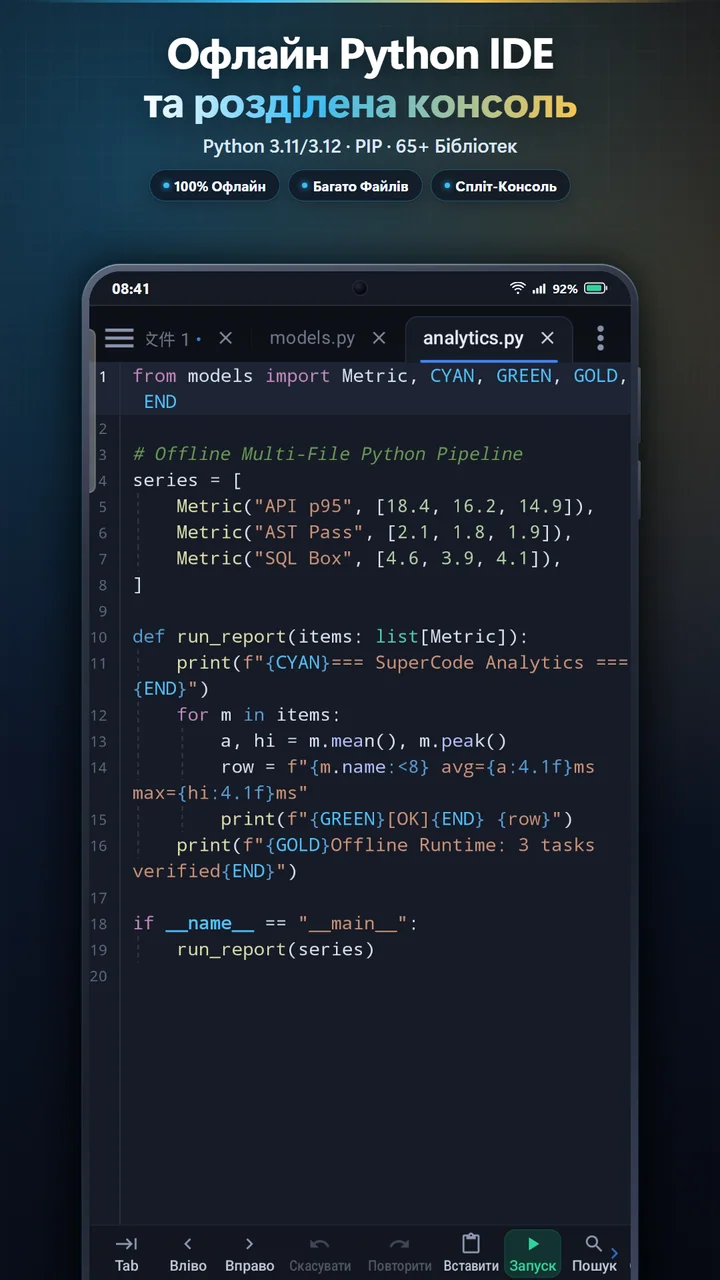 Офлайн Python IDE
та розділена консоль
Python 3.11/3.12 · PIP · 65+ Бібліотек
100% Офлайн
Багато Файлів
Спліт-Консоль
08:41
92%
文件 1 •
models.py
analytics.py
1 from models import Metric, CYAN, GREEN, GOLD,
END
2
3 # Offline Multi-File Python Pipeline
4 series = [
5     Metric("API p95", [18.4, 16.2, 14.9]),
6     Metric("AST Pass", [2.1, 1.8, 1.9]),
7     Metric("SQL Box", [4.6, 3.9, 4.1]),
8 ]
9
10 def run_report(items: list[Metric]):
11     print(f"{CYAN}=== SuperCode Analytics ===
{END}")
12     for m in items:
13         a, hi = m.mean(), m.peak()
14         row = f"{m.name:<8} avg={a:4.1f}ms
max={hi:4.1f}ms"
15         print(f"{GREEN}[OK]{END} {row}")
16     print(f"{GOLD}Offline Runtime: 3 tasks
verified{END}")
17
18 if __name__ == "__main__":
19     run_report(series)
20
Tab
Вліво
Вправо
Скасувати
Повторити
Вставити
Запуск
Пошук